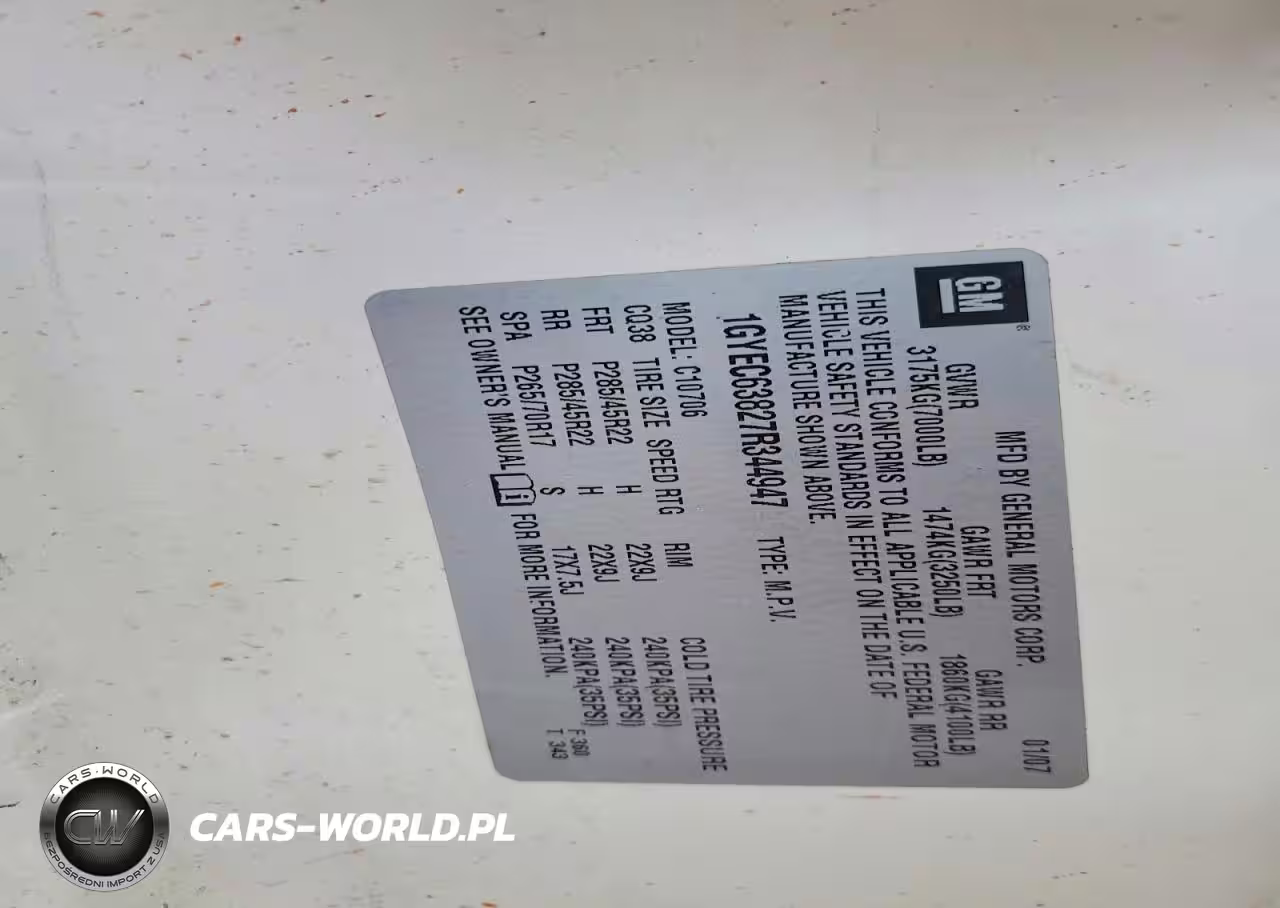 GM
MFD BY GENERAL MOTORS CORP. 01/07
GVWR GAWR FRT GAWR RR
3175KG(7000LB) 1474KG(3250LB) 1860KG(4100LB)
THIS VEHICLE CONFORMS TO ALL APPLICABLE U.S. FEDERAL MOTOR
VEHICLE SAFETY STANDARDS IN EFFECT ON THE DATE OF
MANUFACTURE SHOWN ABOVE.
1GYEC63827R344947 TYPE: M.P.V.
MODEL: C10706
CQ38 TIRE SIZE SPEED RTG RIM COLD TIRE PRESSURE
FRT P285/45R22 H 22X9J 240KPA(35PSI)
RR P285/45R22 H 22X9J 240KPA(35PSI)
SPA P265/70R17 S 17X7.5J 240KPA(35PSI)
SEE OWNER'S MANUAL FOR MORE INFORMATION.
F 360
T 343
CARS-WORLD
CW
BEZPOŚREDNI IMPORT Z USA
CARS-WORLD.PL